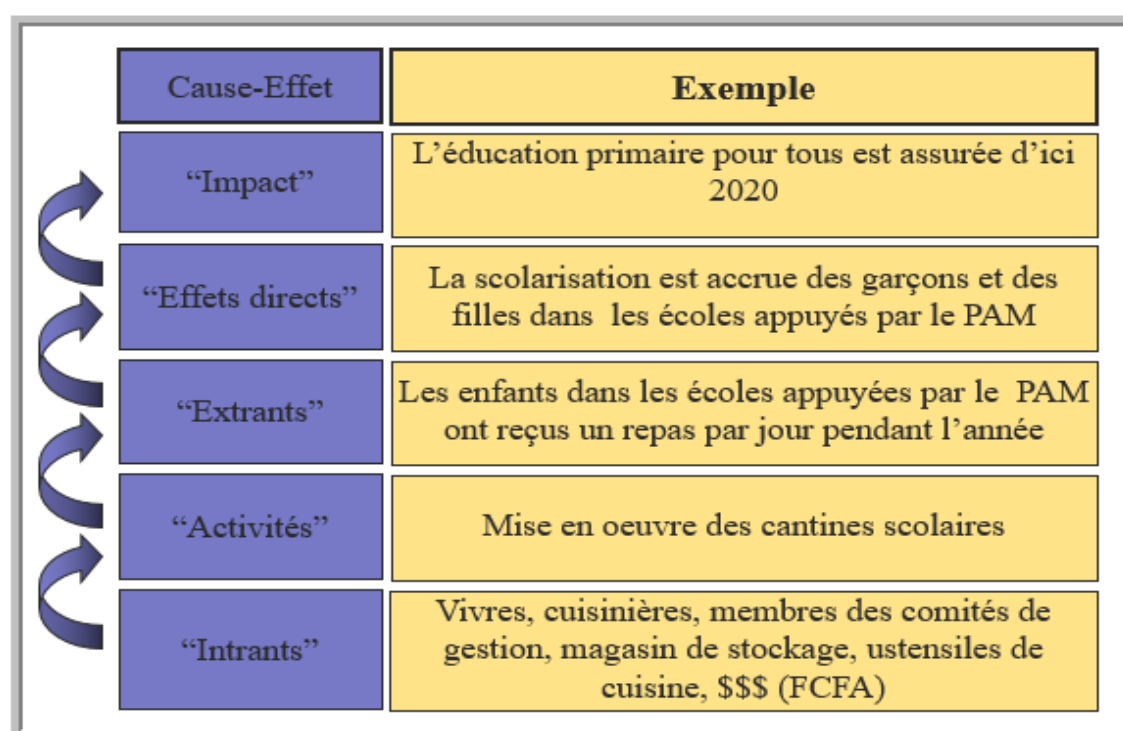 Cause-Effet
Exemple
“Impact”
L’éducation primaire pour tous est assurée d’ici
2020
“Effets directs”
La scolarisation est accrue des garçons et des
filles dans les écoles appuyés par le PAM
“Extrants”
Les enfants dans les écoles appuyées par le PAM
ont reçus un repas par jour pendant l’année
“Activités”
Mise en oeuvre des cantines scolaires
“Intrants”
Vivres, cuisinières, membres des comités de
gestion, magasin de stockage, ustensiles de
cuisine, $$$ (FCFA)